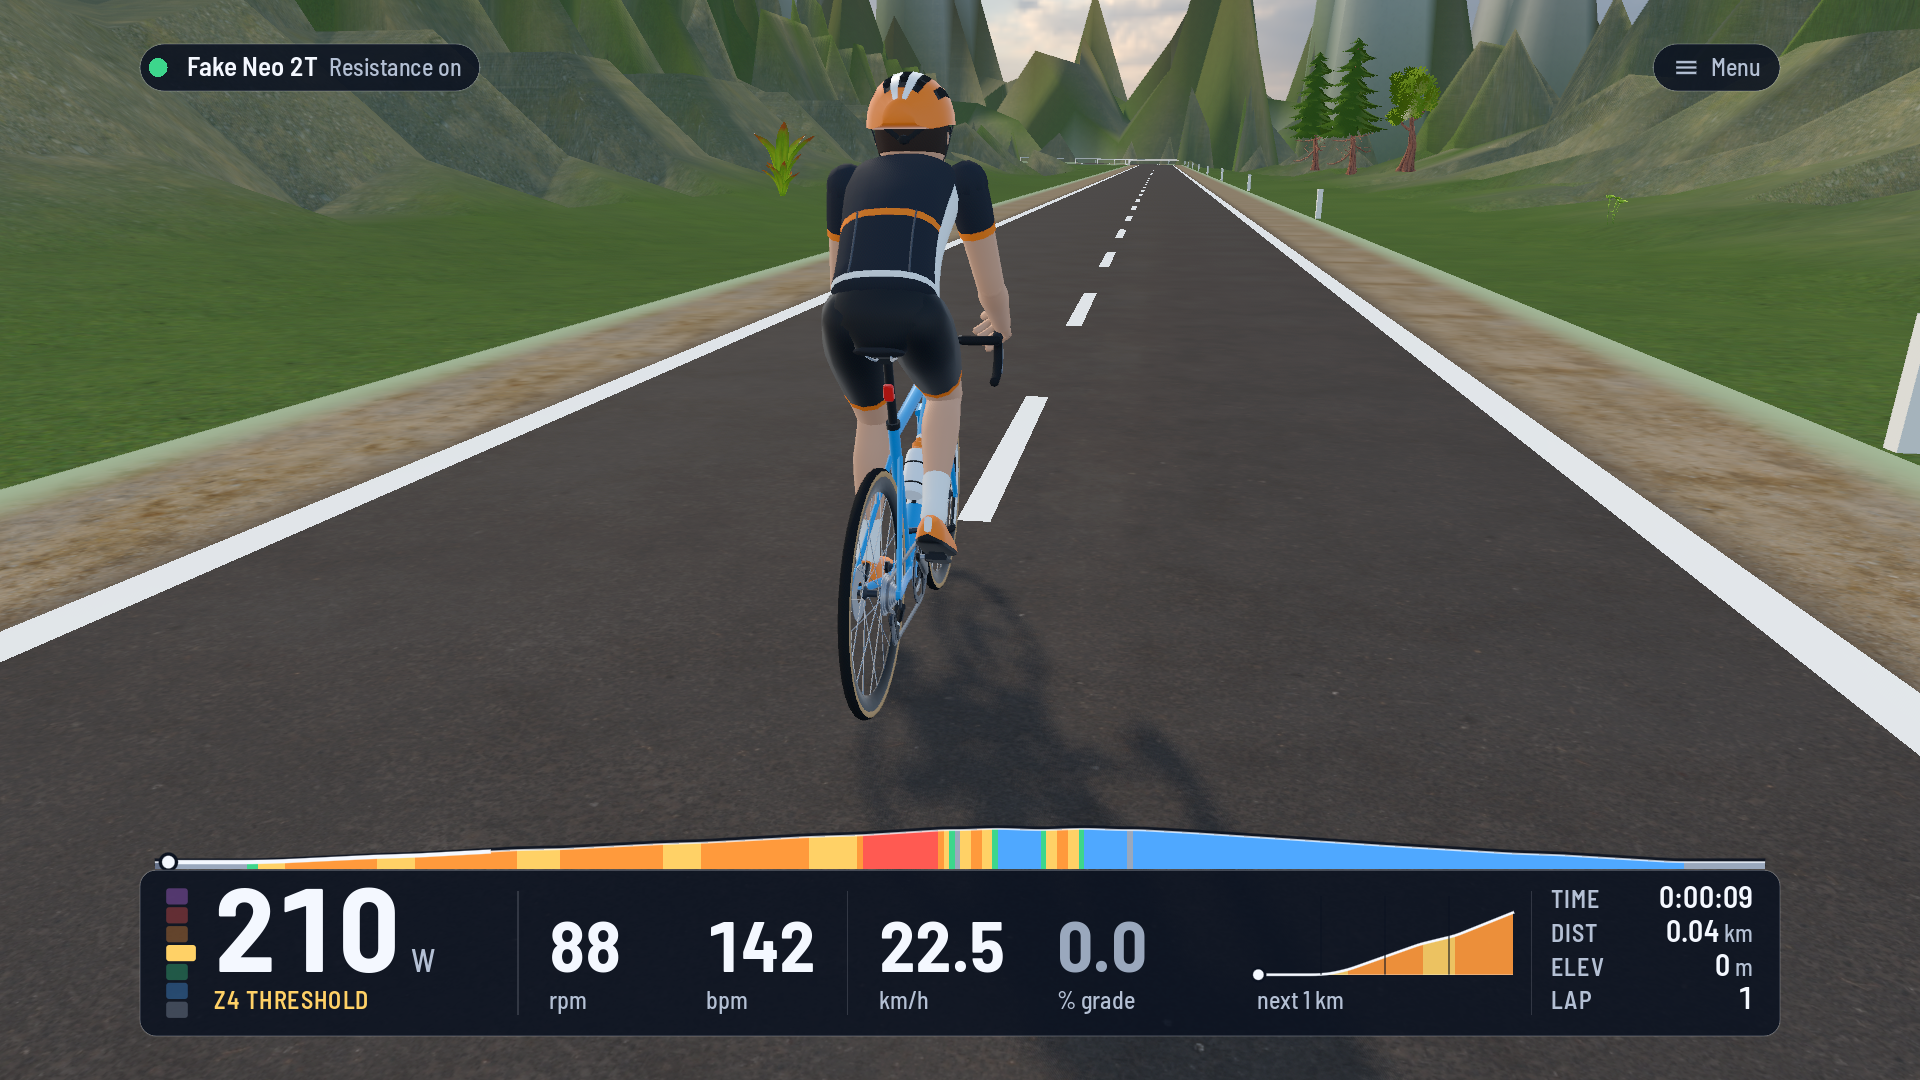 Fake Neo 2T Resistance on
Menu
210 W
Z4 THRESHOLD
88
rpm
142
bpm
22.5
km/h
0.0
% grade
next 1 km
TIME 0:00:09
DIST 0.04 km
ELEV 0 m
LAP 1